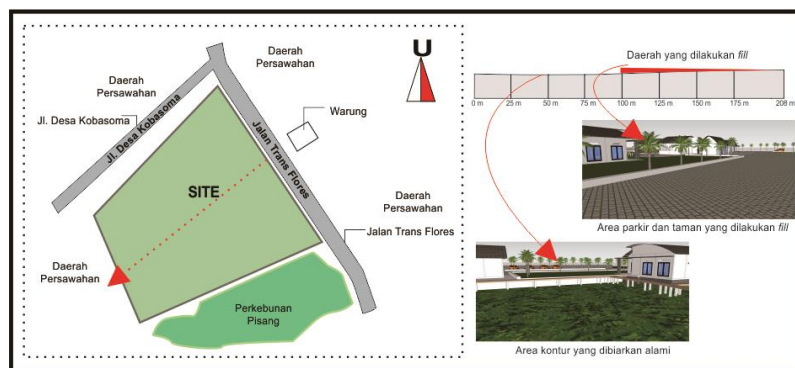 Daerah
Persawahan
U
Daerah
Persawahan
Jl. Desa Kobasoma
Jl. Desa Kobasoma
Warung
Jalan Trans Flores
SITE
Daerah
Persawahan
Jalan Trans Flores
Daerah
Persawahan
Perkebunan
Pisang
Daerah yang dilakukan fill
0 m 25 m 50 m 75 m 100 m 125 m 150 m 175 m 208 m
Area parkir dan taman yang dilakukan fill
Area kontur yang dibiarkan alami